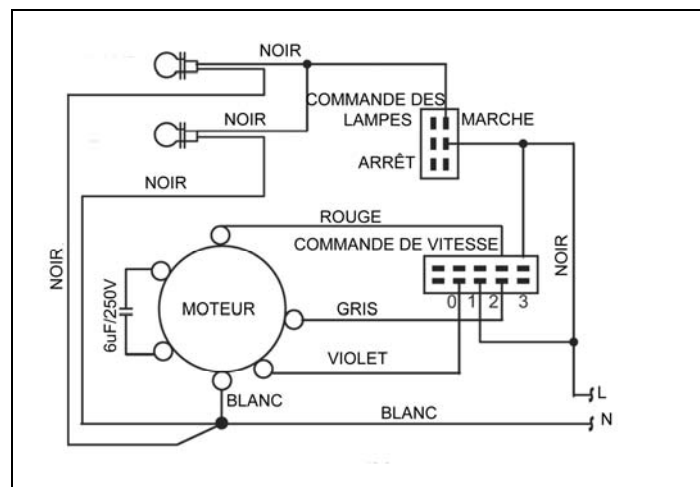 NOIR
COMMANDE DES
LAMPES
MARCHE
NOIR
ARRÊT
NOIR
ROUGE
COMMANDE DE VITESSE
NOIR
NOIR
6uF/250V
MOTEUR
0 1 2 3
GRIS
VIOLET
BLANC
L
BLANC
N